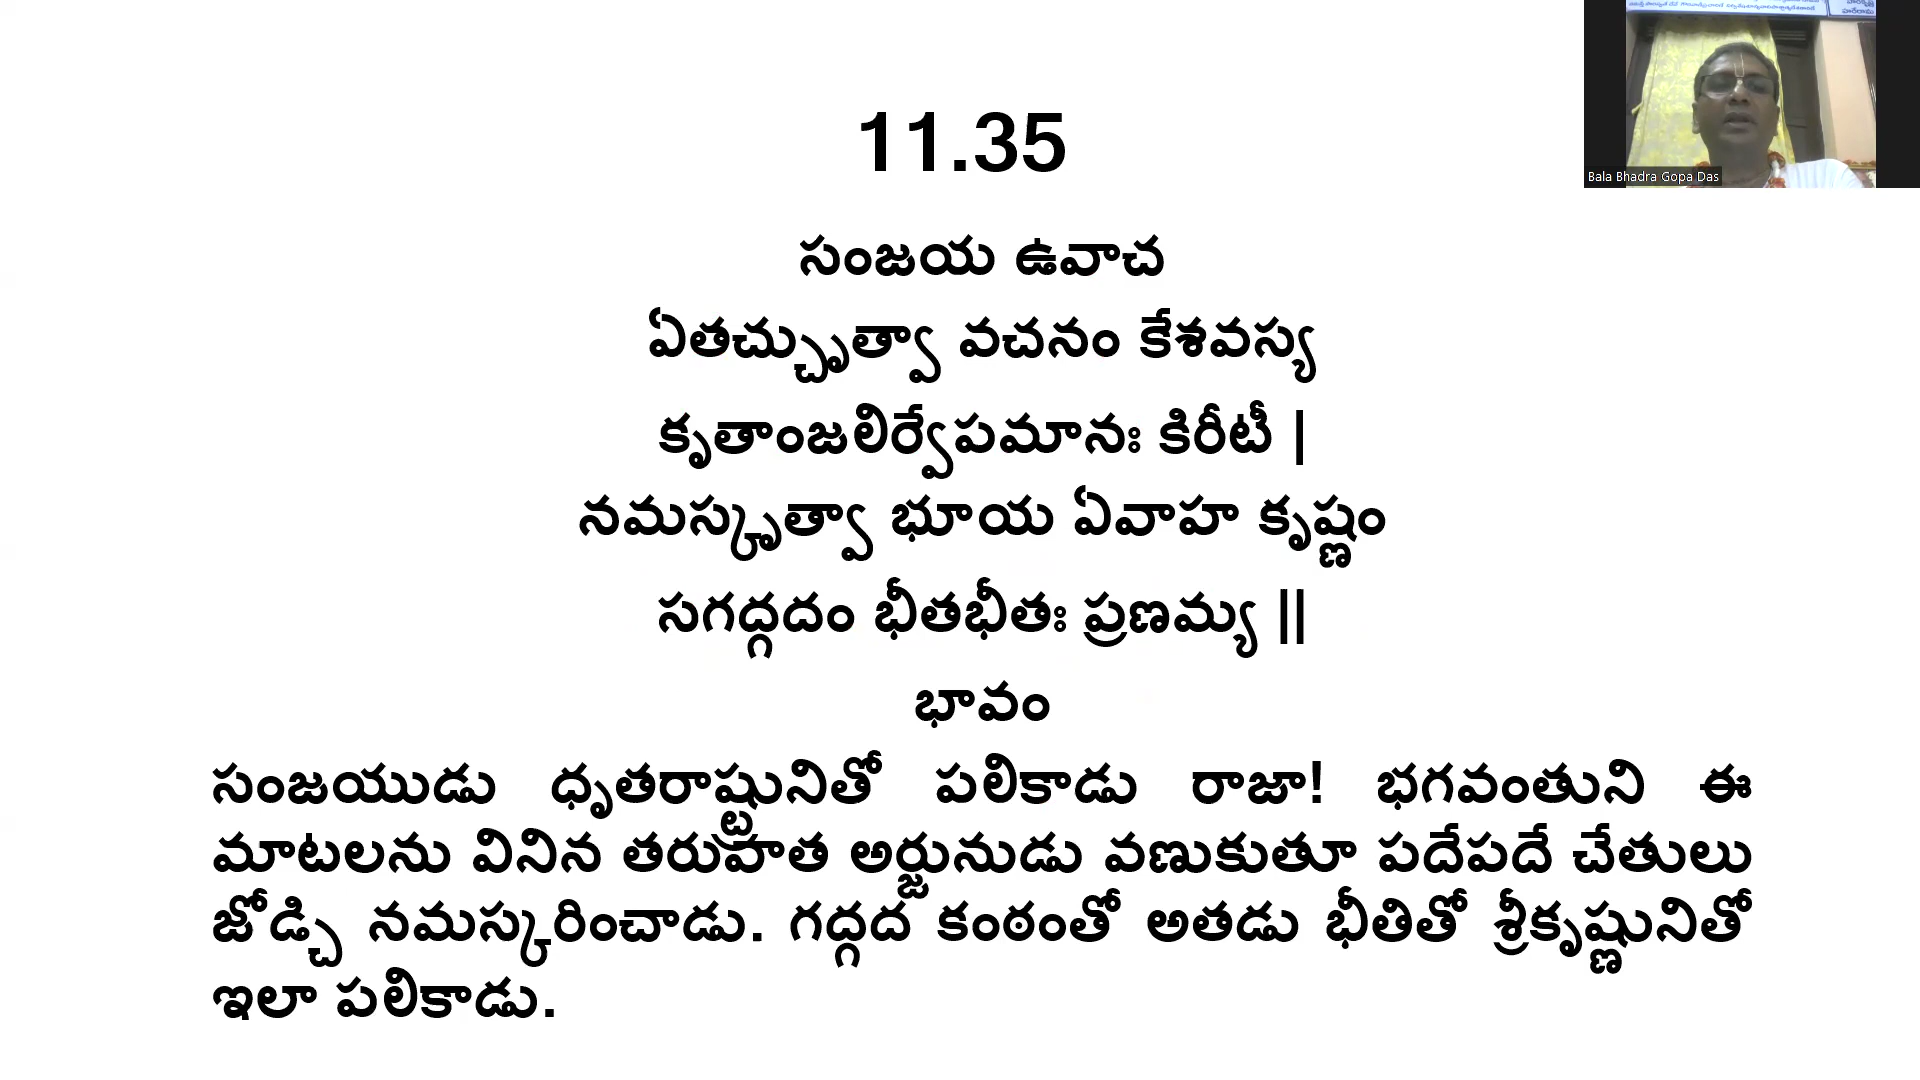 11.35
సంజయ ఉవాచ
ఏతచ్ఛృత్వా వచనం కేశవస్య
కృతాంజలిర్వేపమానః కిరీటీ |
నమస్కృత్వా భూయ ఏవాహ కృష్ణం
సగద్గదం భీతభీతః ప్రణమ్య ||
భావం
సంజయుడు ధృతరాష్ట్రునితో పలికాడు రాజా! భగవంతుని ఈ
మాటలను వినిన తరువాత అర్జునుడు వణుకుతూ పదేపదే చేతులు
జోడ్చి నమస్కరించాడు. గద్గద కంఠంతో అతడు భీతితో శ్రీకృష్ణునితో
ఇలా పలికాడు.
Bala Bhadra Gopa Das